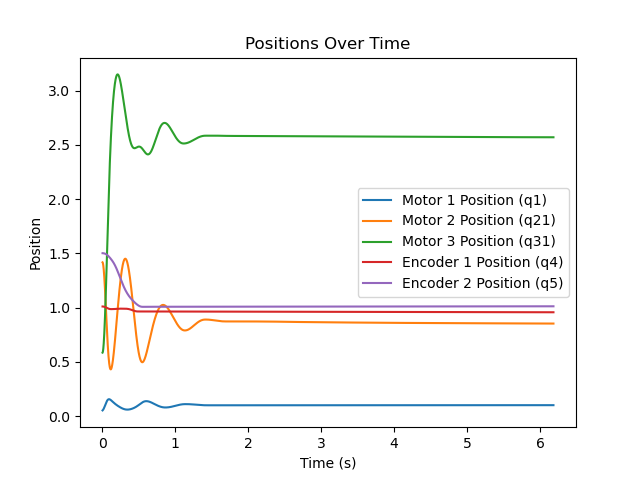 Positions Over Time
3.0
2.5
2.0
1.5
1.0
0.5
0.0
Position
Motor 1 Position (q1)
Motor 2 Position (q21)
Motor 3 Position (q31)
Encoder 1 Position (q4)
Encoder 2 Position (q5)
0 1 2 3 4 5 6
Time (s)